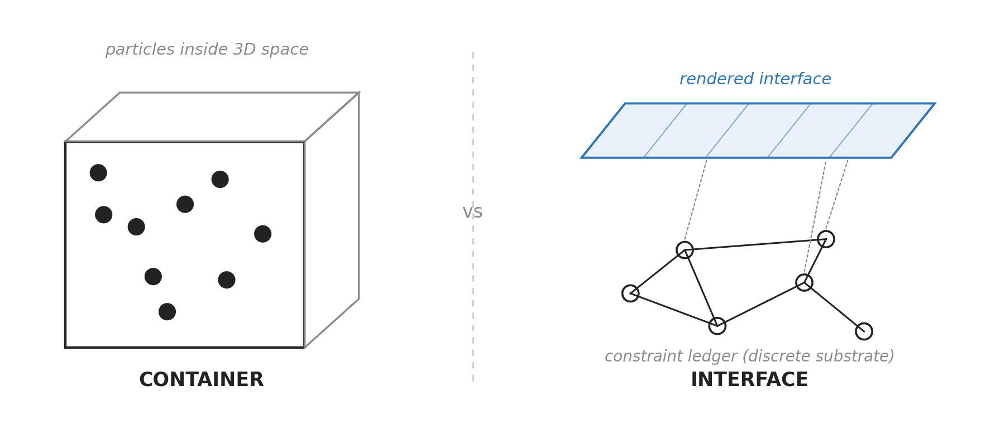 particles inside 3D space
CONTAINER
vs
rendered interface
constraint ledger (discrete substrate)
INTERFACE